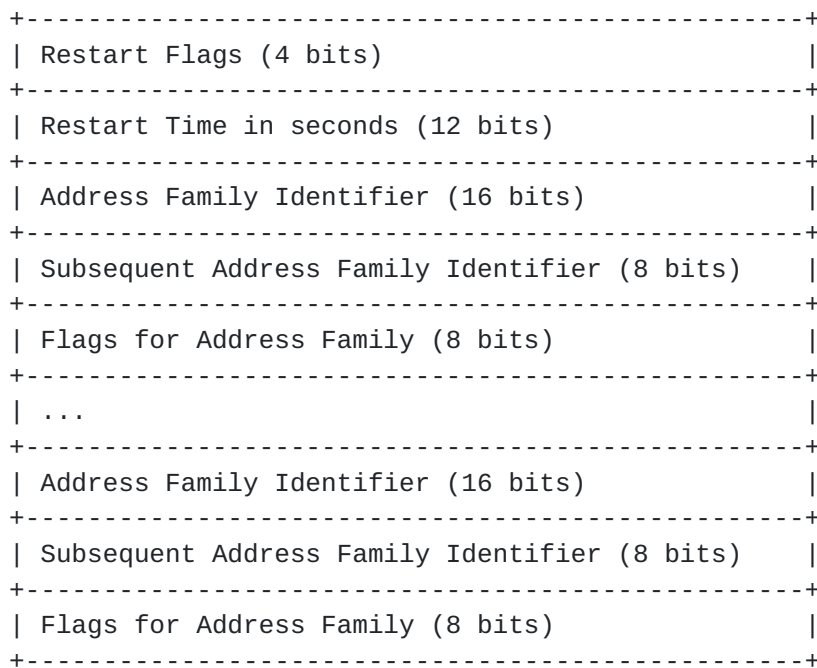 +--------------------------------------------------+
| Restart Flags (4 bits)                           |
+--------------------------------------------------+
| Restart Time in seconds (12 bits)                |
+--------------------------------------------------+
| Address Family Identifier (16 bits)              |
+--------------------------------------------------+
| Subsequent Address Family Identifier (8 bits)    |
+--------------------------------------------------+
| Flags for Address Family (8 bits)                |
+--------------------------------------------------+
| ...                                              |
+--------------------------------------------------+
| Address Family Identifier (16 bits)              |
+--------------------------------------------------+
| Subsequent Address Family Identifier (8 bits)    |
+--------------------------------------------------+
| Flags for Address Family (8 bits)                |
+--------------------------------------------------+